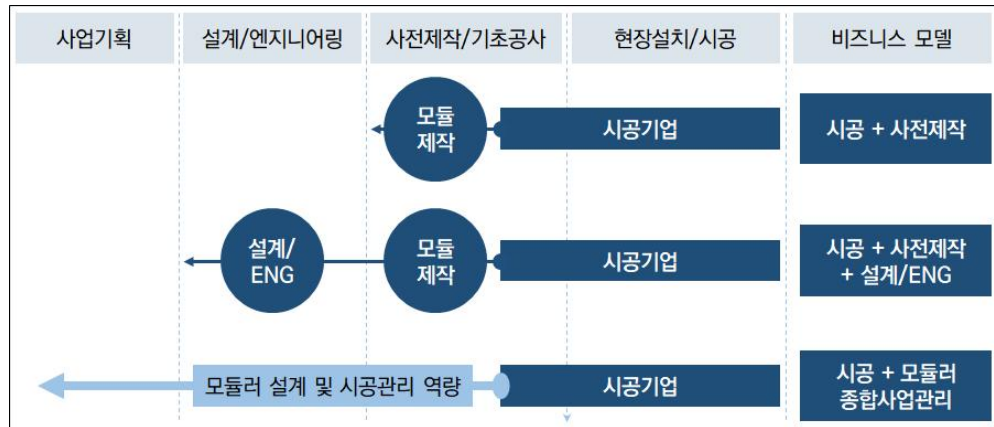 사업기획
설계/엔지니어링
사전제작/기초공사
현장설치/시공
비즈니스 모델
모듈
제작
시공기업
시공 + 사전제작
설계/
ENG
모듈
제작
시공기업
시공 + 사전제작
+ 설계/ENG
모듈러 설계 및 시공관리 역량
시공기업
시공 + 모듈러
종합사업관리